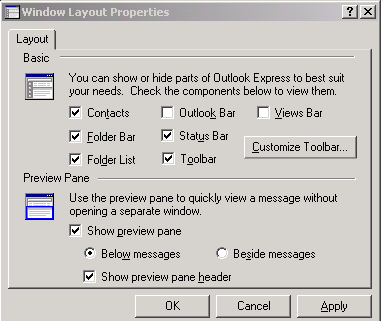 Window Layout Properties
Layout
Basic
You can show or hide parts of Outlook Express to best suit
your needs.  Check the components below to view them.
Contacts Outlook Bar Views Bar
Folder Bar Status Bar
Customize Toolbar...
Folder List Toolbar
Preview Pane
Use the preview pane to quickly view a message without
opening a separate window.
Show preview pane
Below messages Beside messages
Show preview pane header
OK Cancel Apply